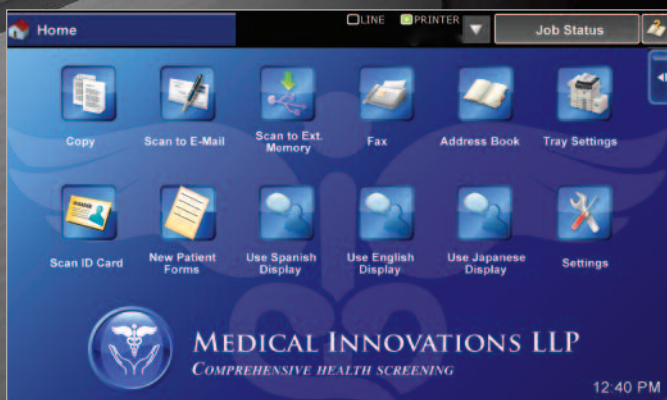 Home
LINE PRINTER
Job Status
Copy
Scan to E-Mail
Scan to Ext.
Memory
Fax
Address Book
Tray Settings
Scan ID Card
New Patient
Forms
Use Spanish
Display
Use English
Display
Use Japanese
Display
Settings
MEDICAL INNOVATIONS LLP
COMPREHENSIVE HEALTH SCREENING
12:40 PM